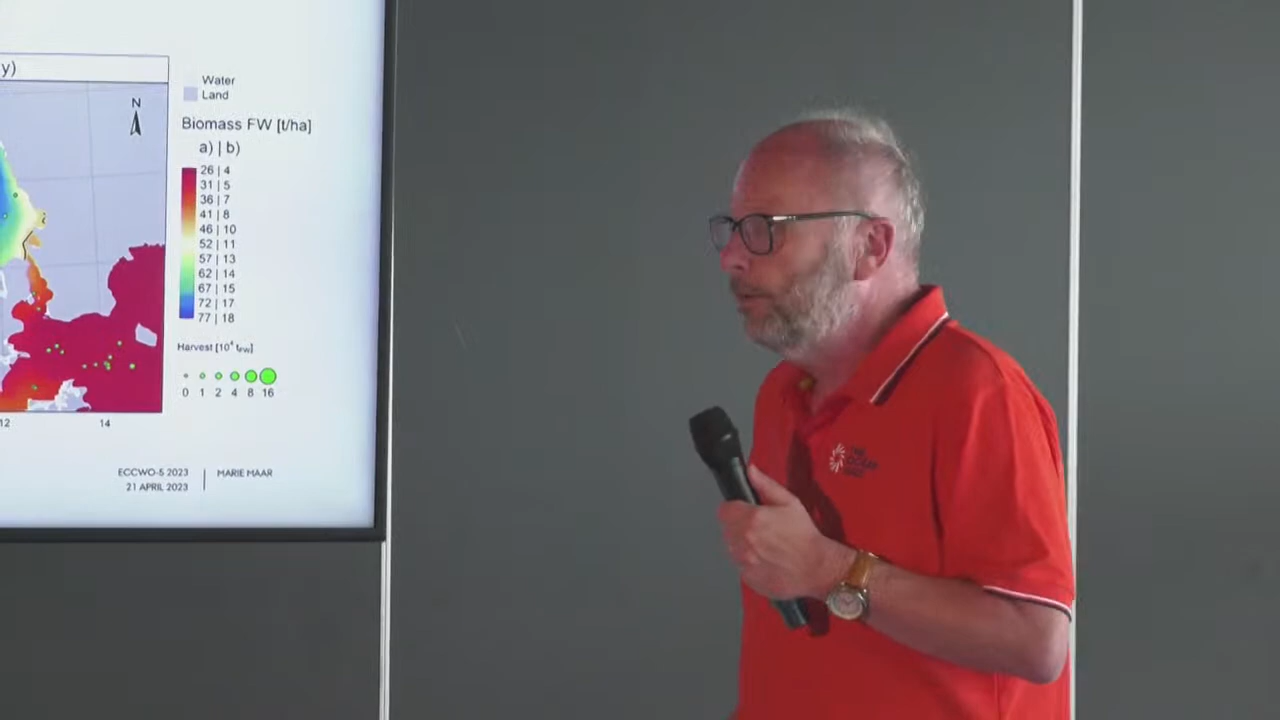 y)
N
Water
Land
Biomass FW [t/ha]
a) | b)
26 | 4
31 | 5
36 | 7
41 | 8
46 | 10
52 | 11
57 | 13
62 | 14
67 | 15
72 | 17
77 | 18
Harvest [10⁴ tFW]
0 1 2 4 8 16
12 14
ECCWO-5 2023 | MARIE MAAR
21 APRIL 2023